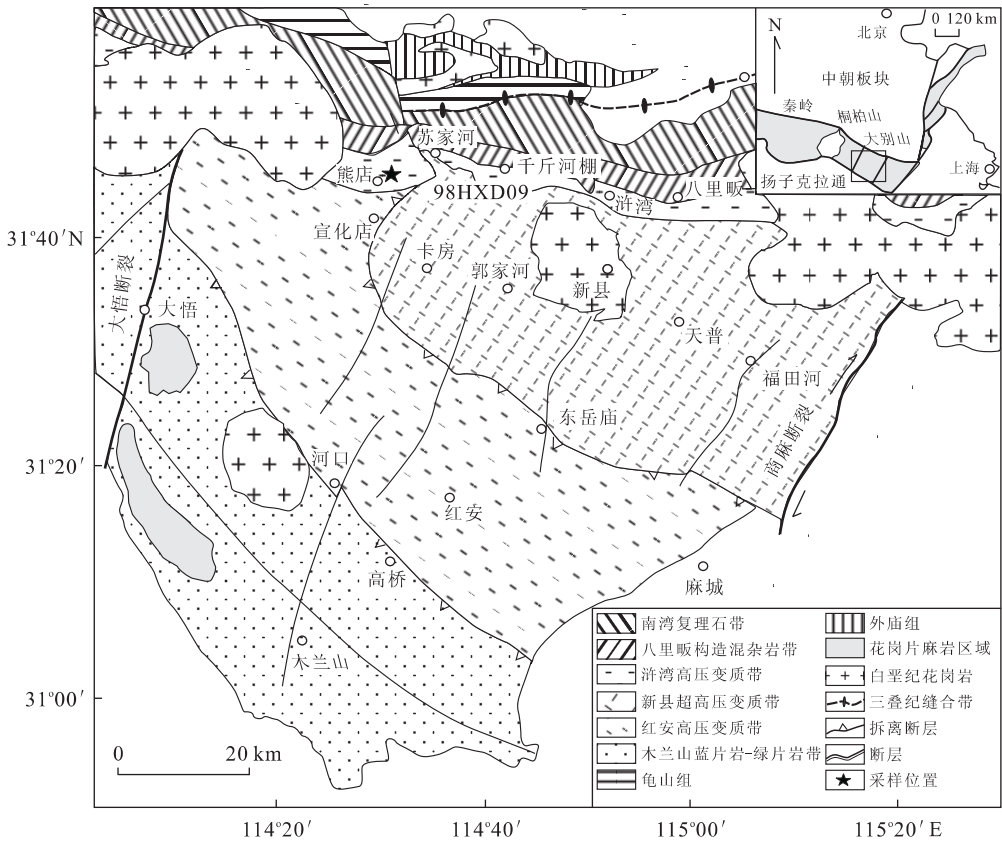 北京
0 120 km
N
中朝板块
秦岭
桐柏山
大别山
扬子克拉通
上海
苏家河
千斤河棚
熊店
98HXD09
八里畈
浒湾
宣化店
31°40′N
卡房
郭家河
新县
大悟断裂
大悟
天普
福田河
东岳庙
商麻断裂
31°20′
河口
红安
高桥
麻城
木兰山
31°00′
0 20 km
南湾复理石带
八里畈构造混杂岩带
浒湾高压变质带
新县超高压变质带
红安高压变质带
木兰山蓝片岩-绿片岩带
龟山组
外庙组
花岗片麻岩区域
白垩纪花岗岩
三叠纪缝合带
拆离断层
断层
采样位置
114°20′
114°40′
115°00′
115°20′ E